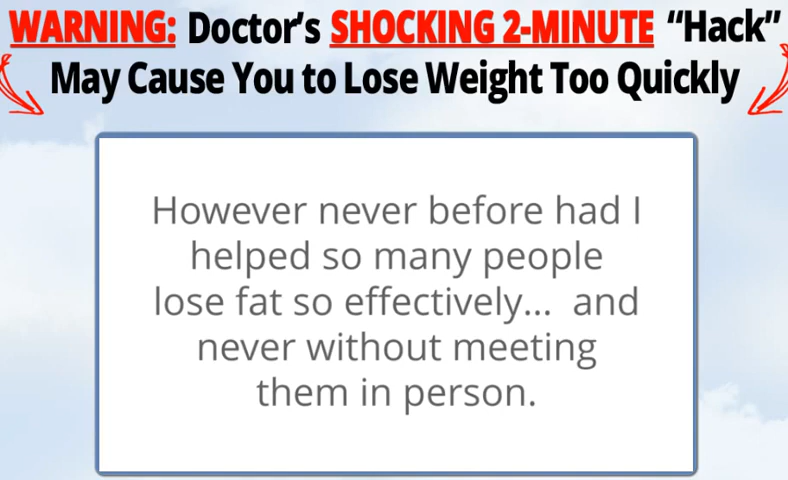 WARNING: Doctor's SHOCKING 2-MINUTE “Hack”
May Cause You to Lose Weight Too Quickly
However never before had I
helped so many people
lose fat so effectively... and
never without meeting
them in person.